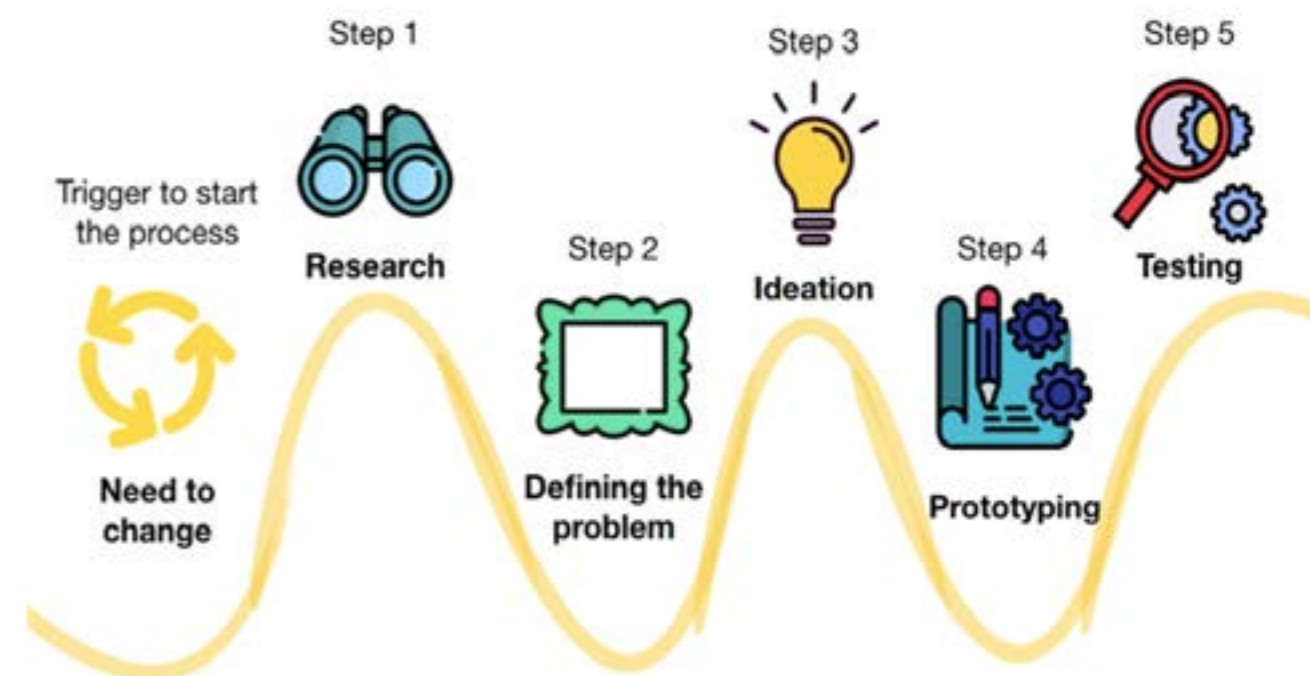 Trigger to start
the process
Need to
change
Step 1
Research
Step 2
Defining the
problem
Step 3
Ideation
Step 4
Prototyping
Step 5
Testing